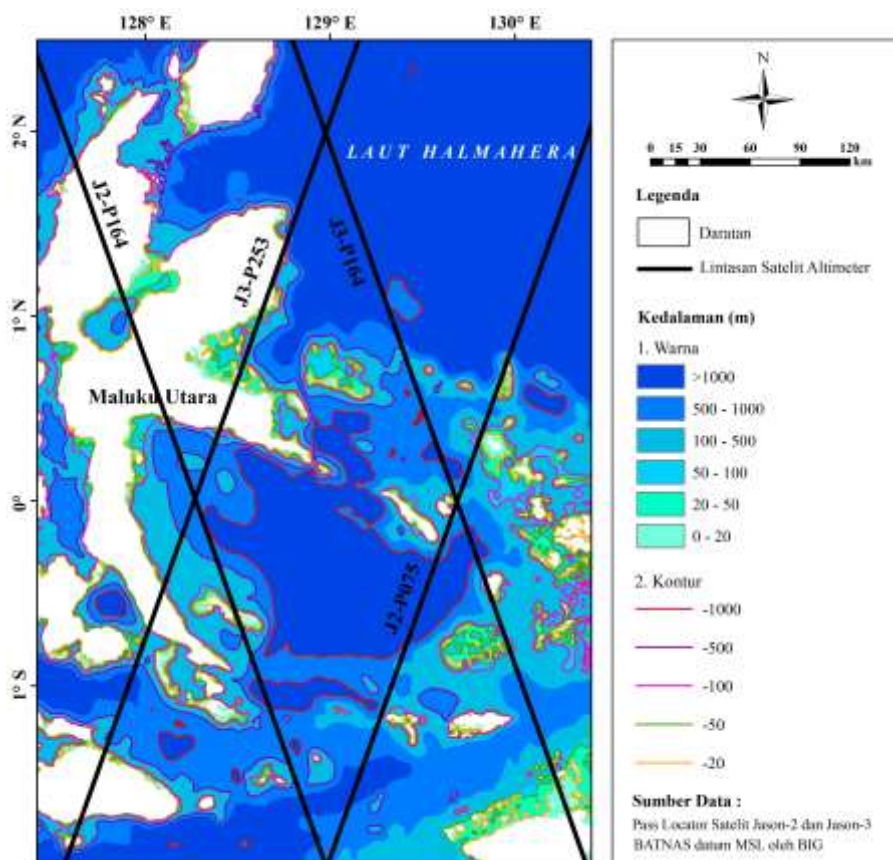 128° E
129° E
130° E
2° N
1° N
0°
1° S
LAUT HALMAHERA
J2-P164
J3-P253
J3-P164
Maluku Utara
J2-P075
N
0 15 30 60 90 120
km
Legenda
Daratan
Lintasan Satelit Altimeter
Kedalaman (m)
1. Warna
>1000
500 - 1000
100 - 500
50 - 100
20 - 50
0 - 20
2. Kontur
-1000
-500
-100
-50
-20
Sumber Data :
Pass Locator Satelit Jason-2 dan Jason-3
BATNAS datum MSL oleh BIG